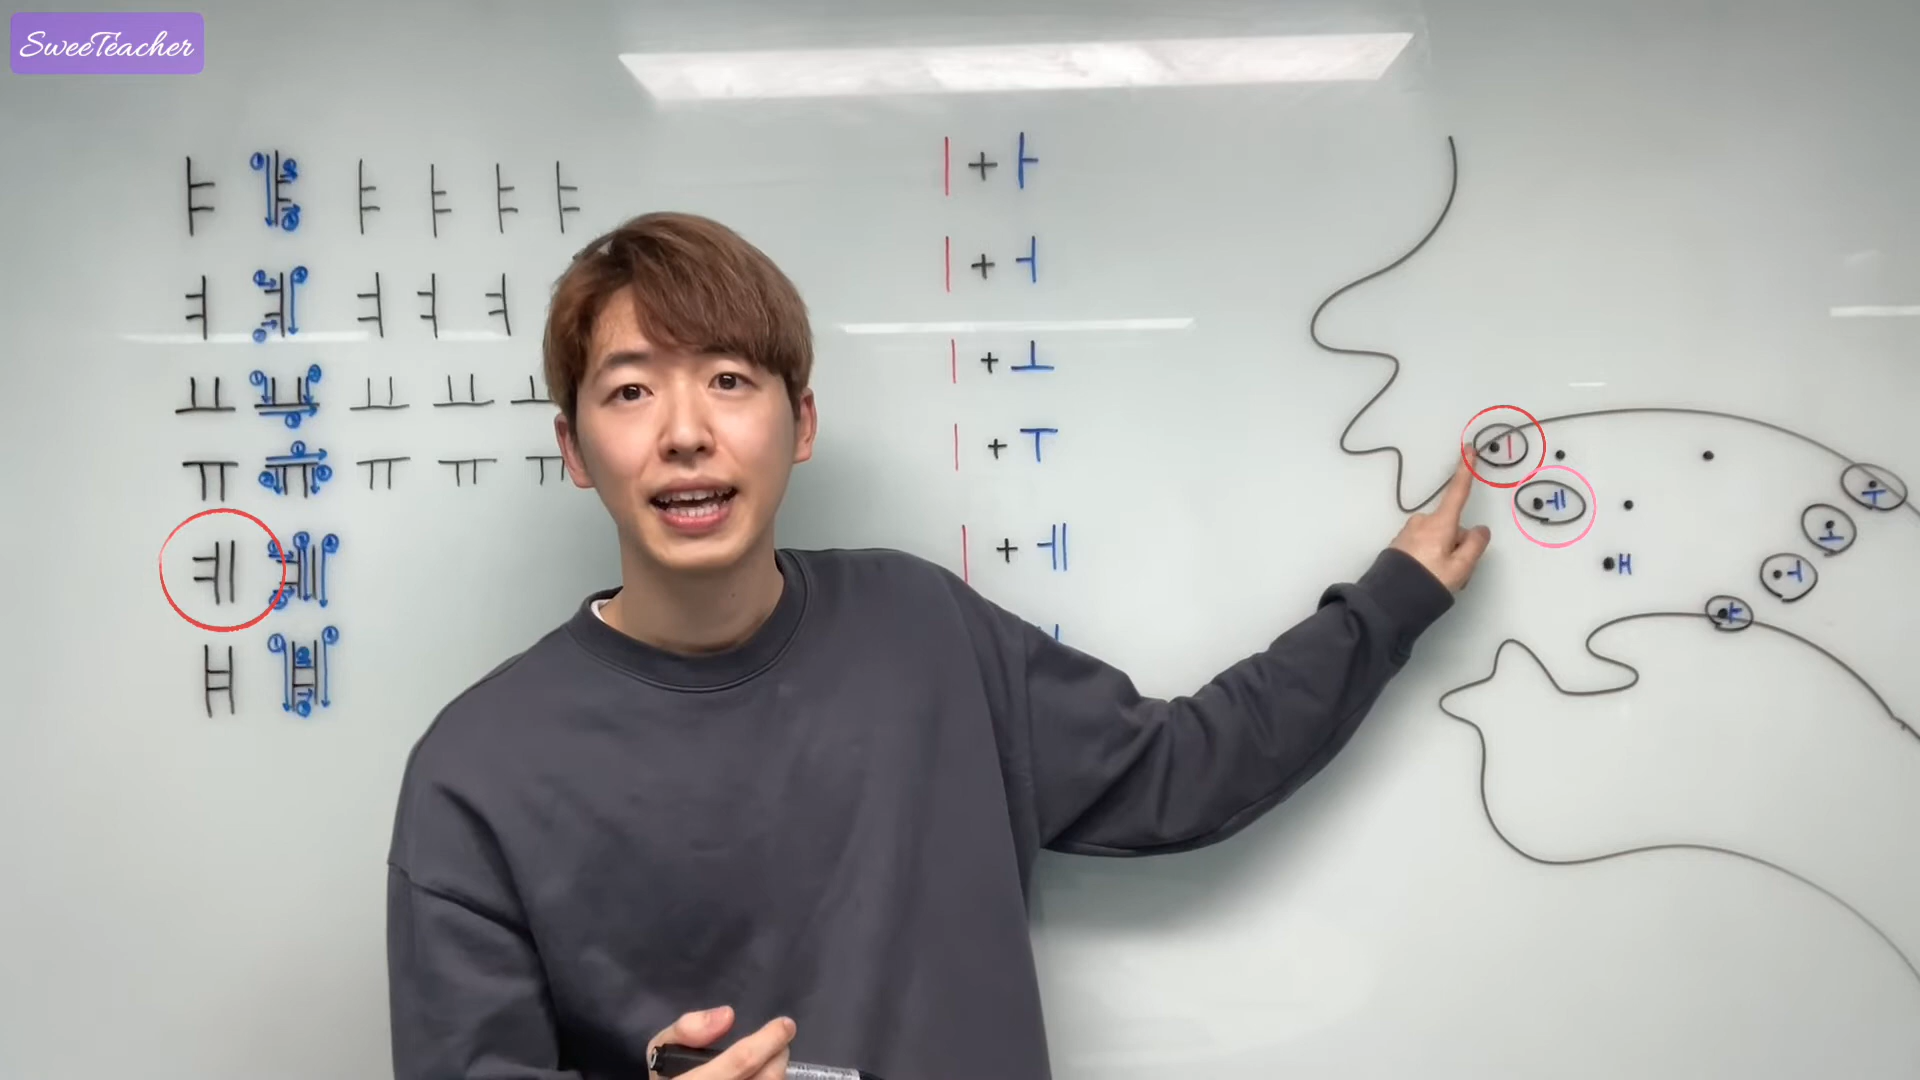 SweeTeacher
ㅑ ㅑ ㅑ ㅑ ㅑ ㅑ
ㅕ ㅕ ㅕ ㅕ ㅕ
ㅛ ㅛ ㅛ ㅛ
ㅠ ㅠ ㅠ ㅠ ㅠ
ㅖ ㅖ
ㅒ ㅒ
ㅣ + ㅏ
ㅣ + ㅓ
ㅣ + ㅗ
ㅣ + ㅜ
ㅣ + ㅔ
ㅣ
ㅔ
ㅐ
ㅜ
ㅗ
ㅓ
ㅏ